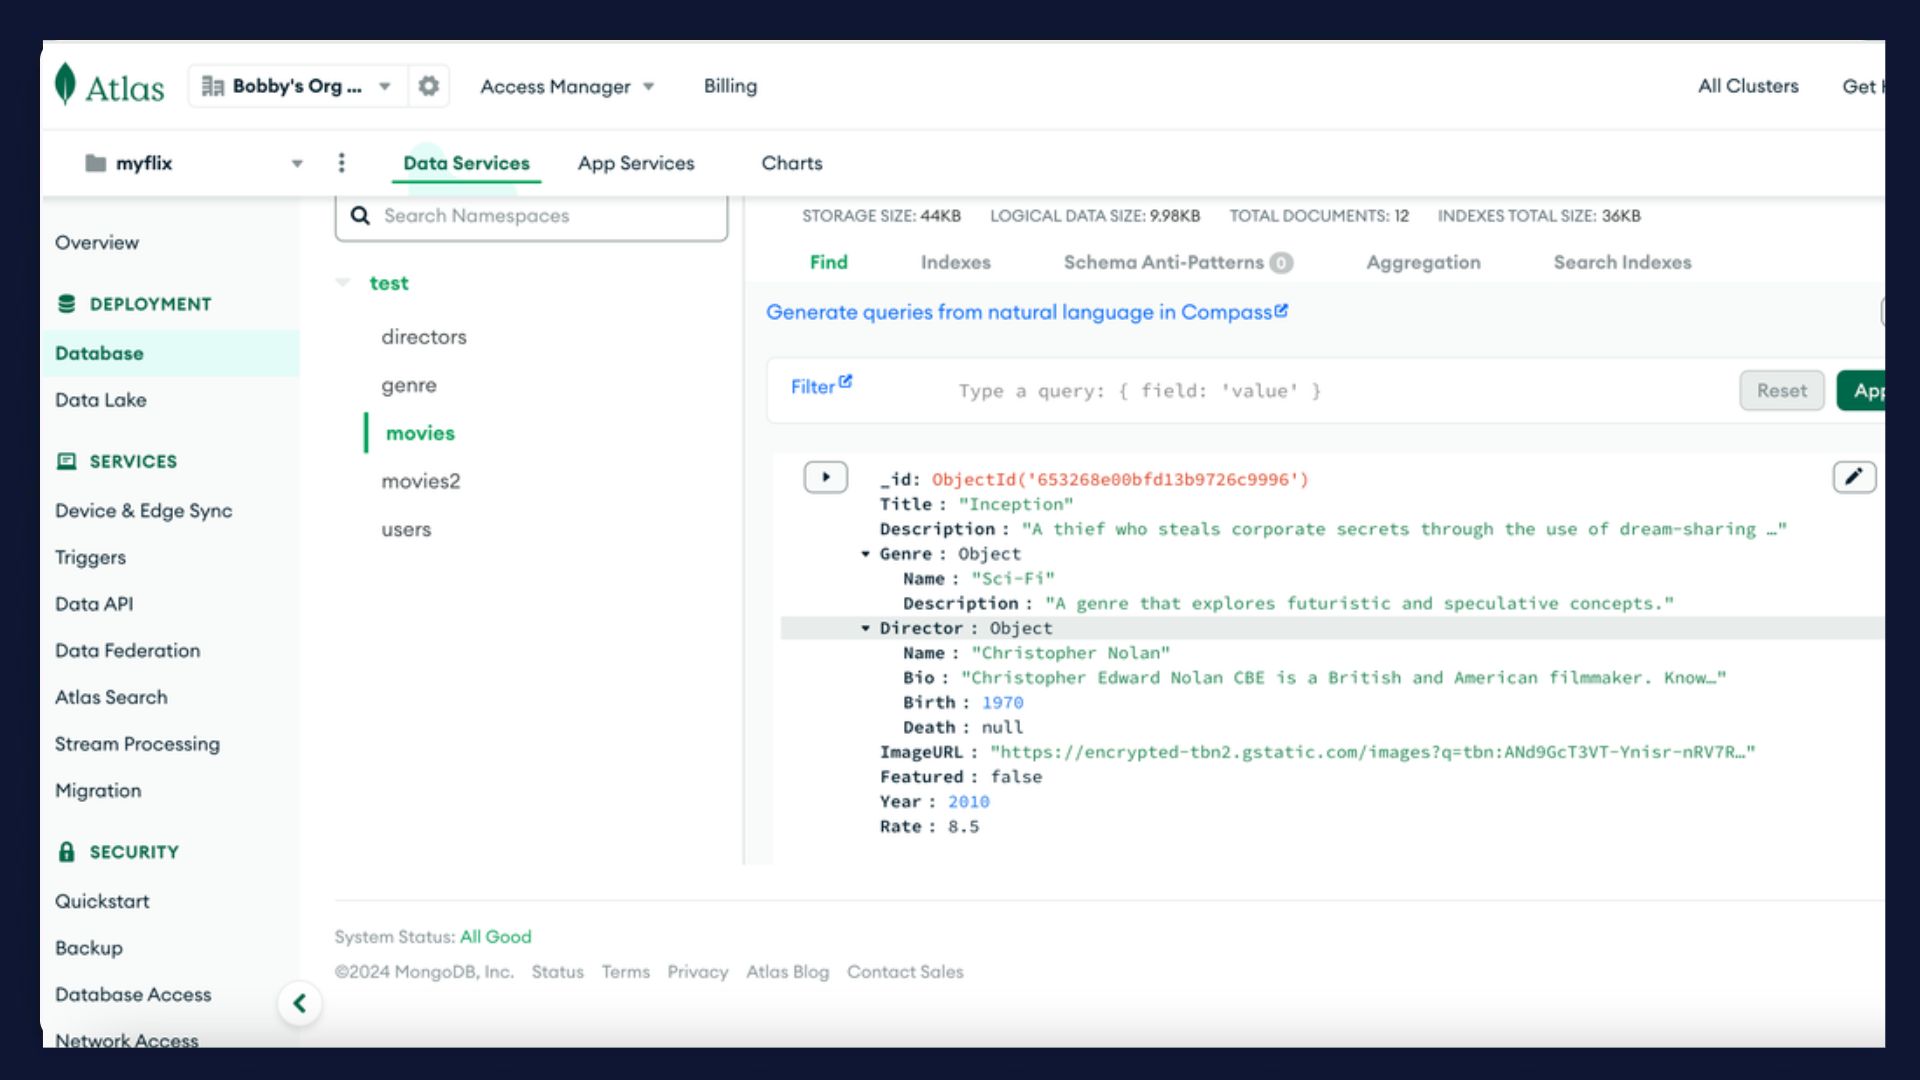 Atlas
Bobby's Org ...
Access Manager
Billing
All Clusters
Get
myflix
Data Services
App Services
Charts
Overview
DEPLOYMENT
Database
Data Lake
SERVICES
Device & Edge Sync
Triggers
Data API
Data Federation
Atlas Search
Stream Processing
Migration
SECURITY
Quickstart
Backup
Database Access
Network Access
Search Namespaces
test
directors
genre
movies
movies2
users
STORAGE SIZE: 44KB LOGICAL DATA SIZE: 9.98KB TOTAL DOCUMENTS: 12 INDEXES TOTAL SIZE: 36KB
Find Indexes Schema Anti-Patterns 0 Aggregation Search Indexes
Generate queries from natural language in Compass
Filter Type a query: { field: 'value' } Reset App
_id: ObjectId('653268e00bfd13b9726c9996')
Title : "Inception"
Description : "A thief who steals corporate secrets through the use of dream-sharing …"
Genre : Object
Name : "Sci-Fi"
Description : "A genre that explores futuristic and speculative concepts."
Director : Object
Name : "Christopher Nolan"
Bio : "Christopher Edward Nolan CBE is a British and American filmmaker. Know…"
Birth : 1970
Death : null
ImageURL : "https://encrypted-tbn2.gstatic.com/images?q=tbn:ANd9GcT3VT-Ynisr-nRV7R…"
Featured : false
Year : 2010
Rate : 8.5
System Status: All Good
©2024 MongoDB, Inc. Status Terms Privacy Atlas Blog Contact Sales